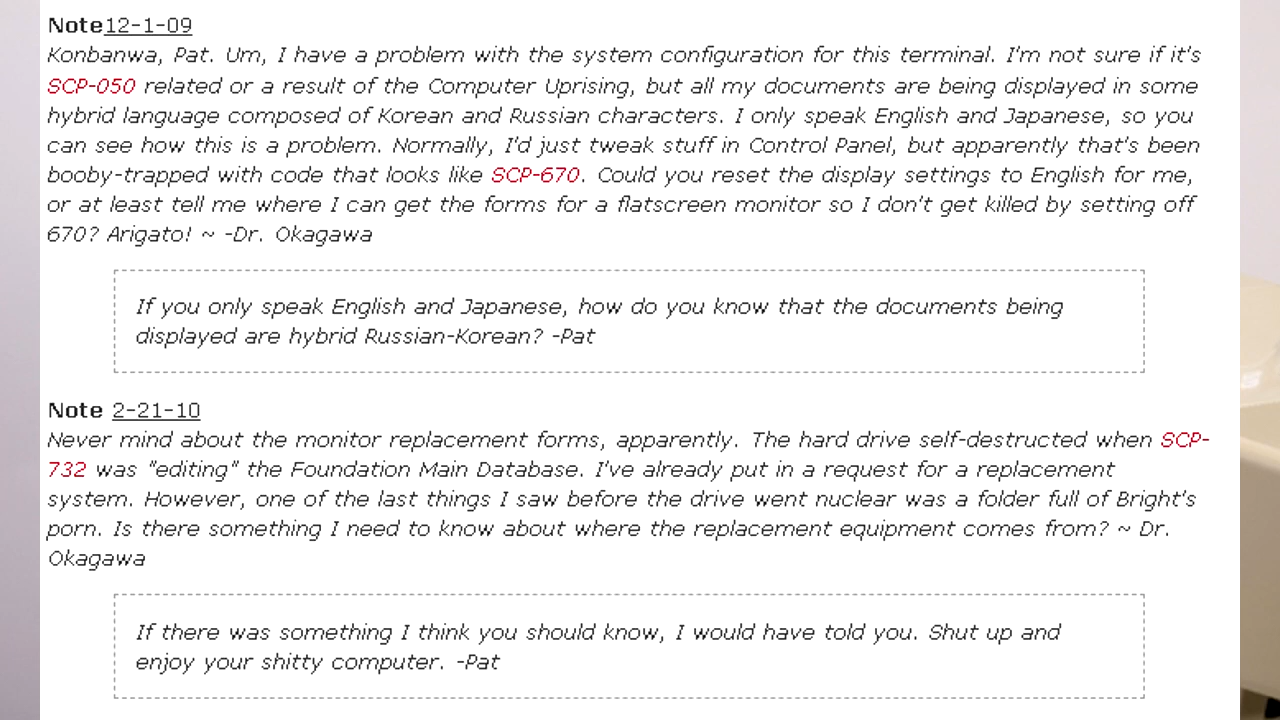 Note12-1-09
Konbanwa, Pat. Um, I have a problem with the system configuration for this terminal. I'm not sure if it's
SCP-050 related or a result of the Computer Uprising, but all my documents are being displayed in some
hybrid language composed of Korean and Russian characters. I only speak English and Japanese, so you
can see how this is a problem. Normally, I'd just tweak stuff in Control Panel, but apparently that's been
booby-trapped with code that looks like SCP-670. Could you reset the display settings to English for me,
or at least tell me where I can get the forms for a flatscreen monitor so I don't get killed by setting off
670? Arigato! ~ -Dr. Okagawa
If you only speak English and Japanese, how do you know that the documents being
displayed are hybrid Russian-Korean? -Pat
Note 2-21-10
Never mind about the monitor replacement forms, apparently. The hard drive self-destructed when SCP-
732 was "editing" the Foundation Main Database. I've already put in a request for a replacement
system. However, one of the last things I saw before the drive went nuclear was a folder full of Bright's
porn. Is there something I need to know about where the replacement equipment comes from? ~ Dr.
Okagawa
If there was something I think you should know, I would have told you. Shut up and
enjoy your shitty computer. -Pat